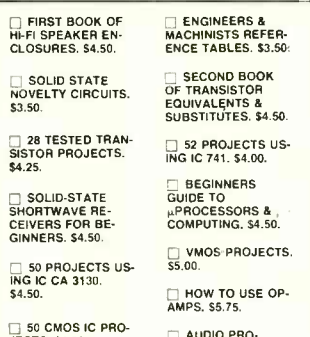 FIRST BOOK OF
HI-FI SPEAKER EN-
CLOSURES. $4.50.
SOLID STATE
NOVELTY CIRCUITS.
$3.50.
28 TESTED TRAN-
SISTOR PROJECTS.
$4.25.
SOLID-STATE
SHORTWAVE RE-
CEIVERS FOR BE-
GINNERS. $4.50.
50 PROJECTS US-
ING IC CA 3130.
$4.50.
50 CMOS IC PRO-
ENGINEERS &
MACHINISTS REFER-
ENCE TABLES. $3.50.
SECOND BOOK
OF TRANSISTOR
EQUIVALENTS &
SUBSTITUTES. $4.50.
52 PROJECTS US-
ING IC 741. $4.00.
BEGINNERS
GUIDE TO
µPROCESSORS &
COMPUTING. $4.50.
VMOS PROJECTS.
$5.00.
HOW TO USE OP-
AMPS. $5.75.
AUDIO PRO-